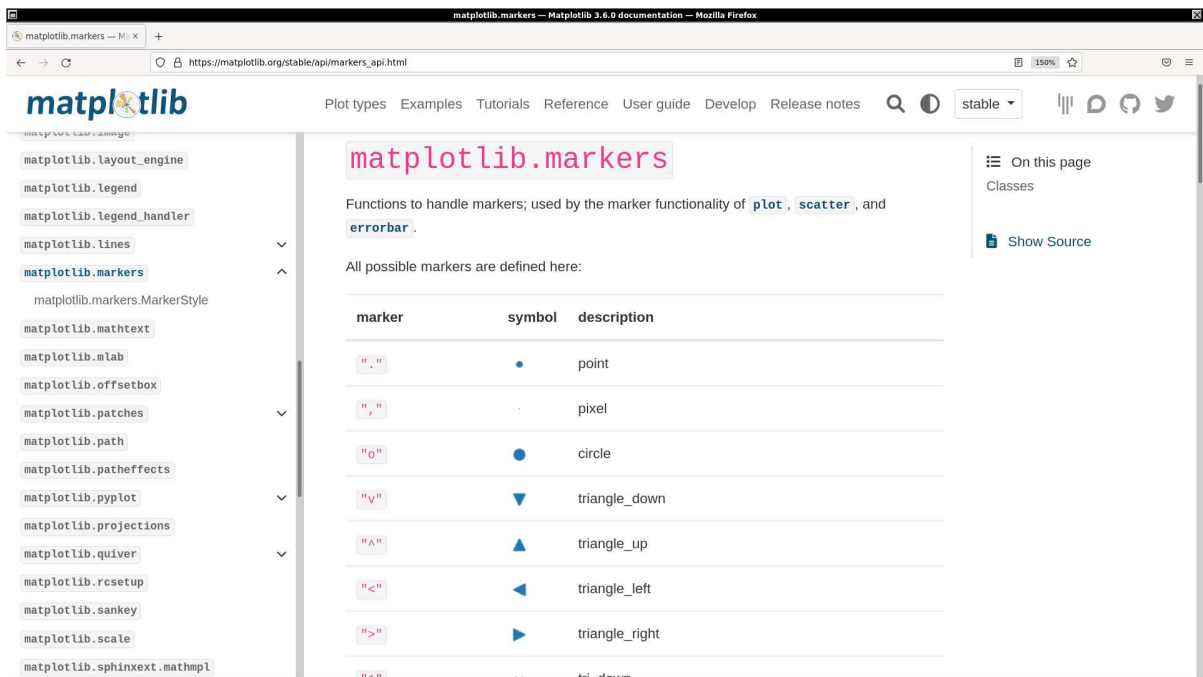 matplotlib.markers — Matplotlib 3.6.0 documentation — Mozilla Firefox
matplotlib.markers — Ma
https://matplotlib.org/stable/api/markers_api.html
150%
matplotlib
Plot types Examples Tutorials Reference User guide Develop Release notes
stable
matplotlib.image
matplotlib.layout_engine
matplotlib.legend
matplotlib.legend_handler
matplotlib.lines
matplotlib.markers
matplotlib.markers.MarkerStyle
matplotlib.mathtext
matplotlib.mlab
matplotlib.offsetbox
matplotlib.patches
matplotlib.path
matplotlib.patheffects
matplotlib.pyplot
matplotlib.projections
matplotlib.quiver
matplotlib.rcsetup
matplotlib.sankey
matplotlib.scale
matplotlib.sphinxext.mathmpl
matplotlib.markers
Functions to handle markers; used by the marker functionality of plot, scatter, and
errorbar.
All possible markers are defined here:
marker symbol description
"." point
"," pixel
"o" circle
"v" triangle_down
"^" triangle_up
"<" triangle_left
">" triangle_right
tri_down
On this page
Classes
Show Source